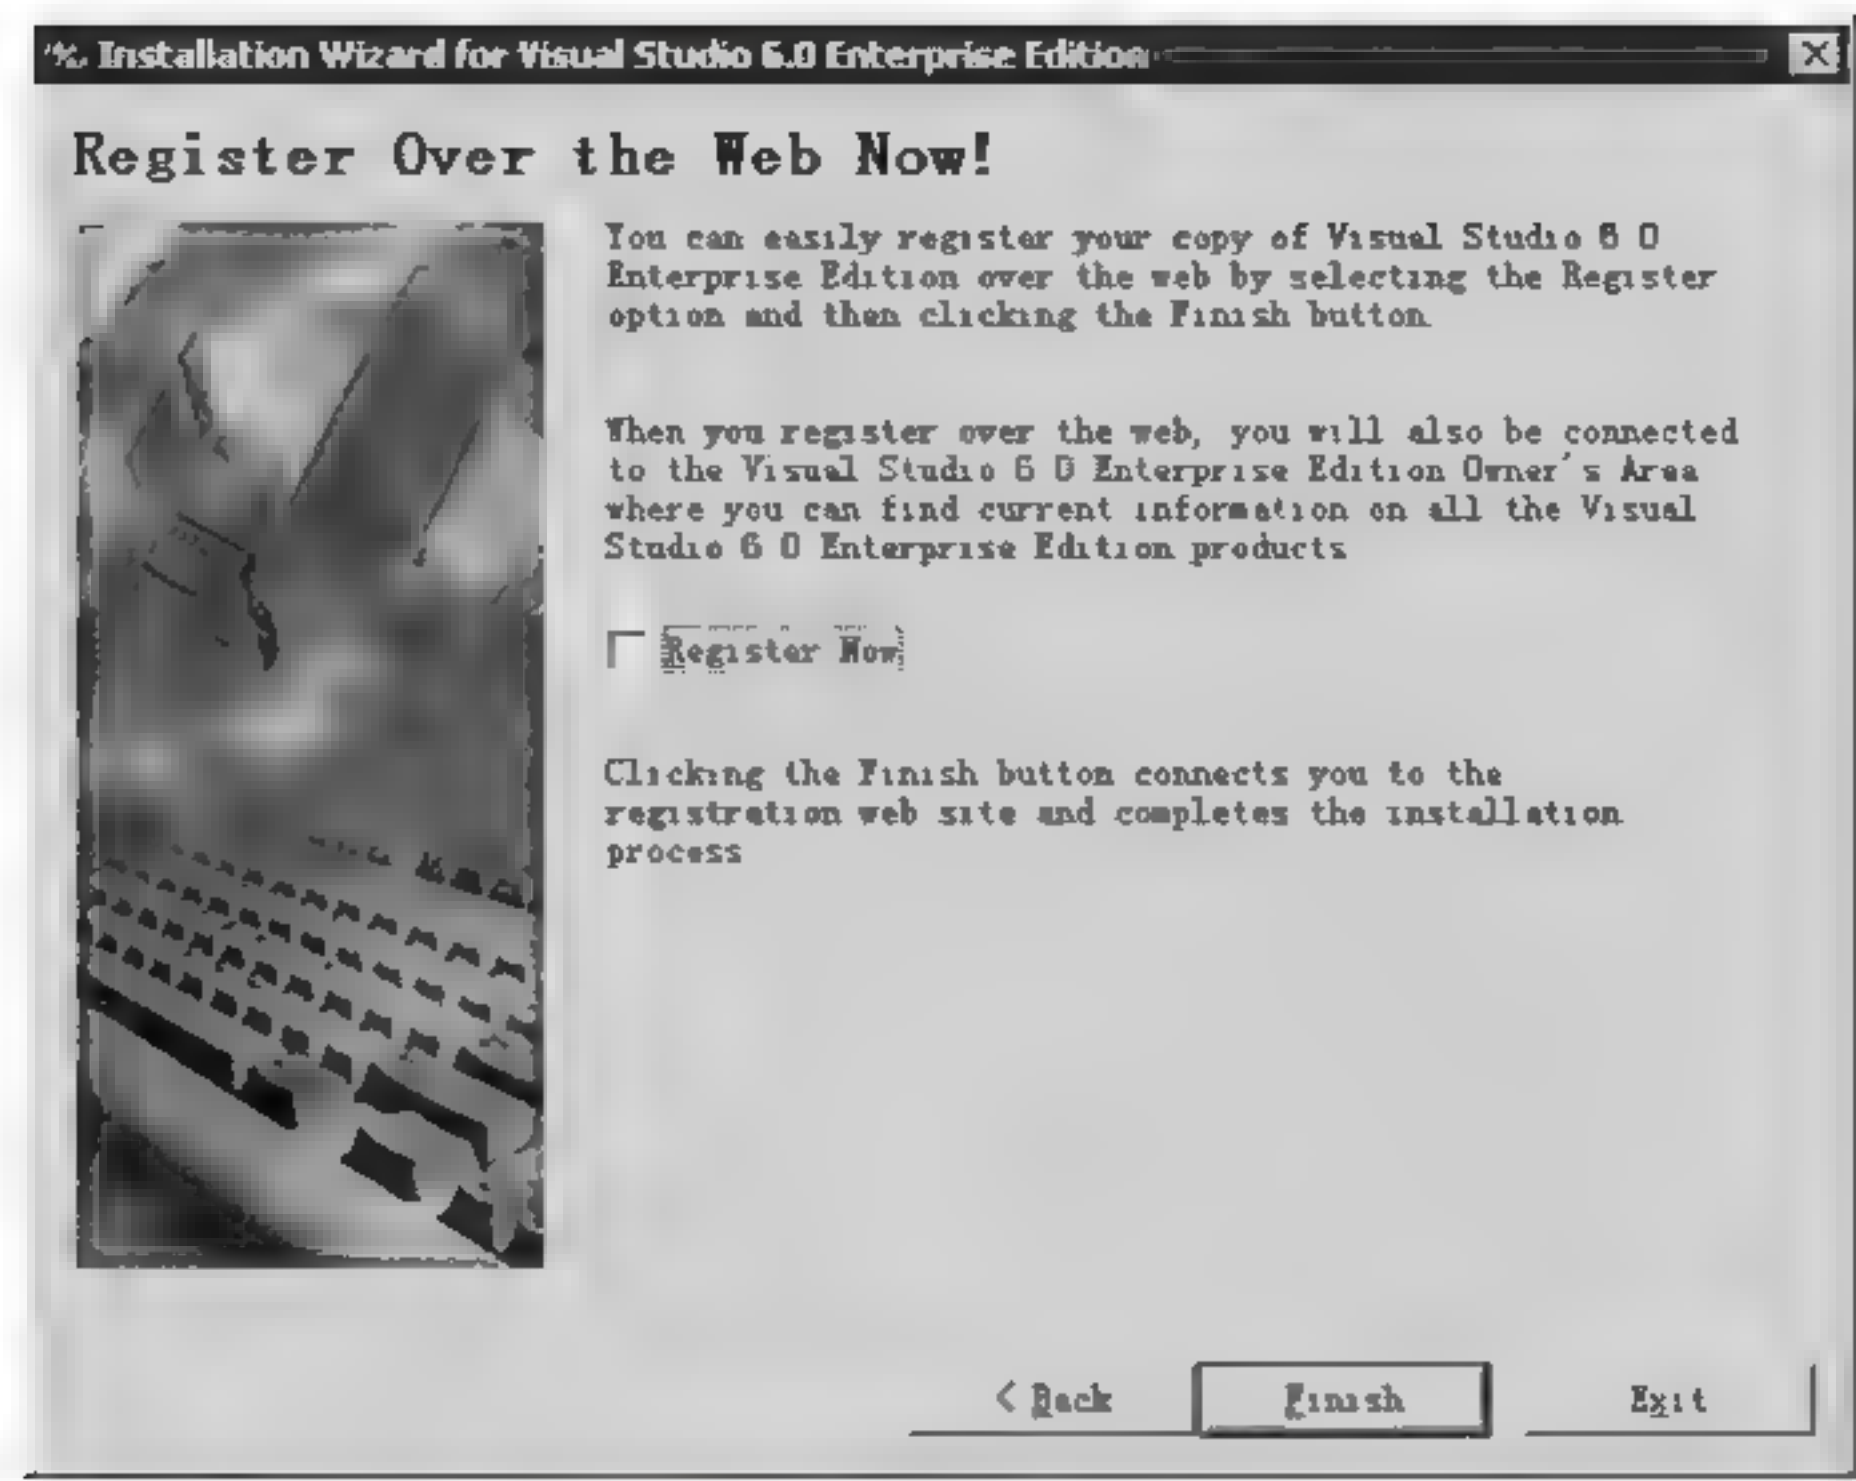 Installation Wizard for Visual Studio 6.0 Enterprise Edition
Register Over the Web Now!
You can easily register your copy of Visual Studio 6 0
Enterprise Edition over the web by selecting the Register
option and then clicking the Finish button
When you register over the web, you will also be connected
to the Visual Studio 6 0 Enterprise Edition Owner's Area
where you can find current information on all the Visual
Studio 6 0 Enterprise Edition products
Register Now
Clicking the Finish button connects you to the
registration web site and completes the installation
process
< Back
Finish
Exit